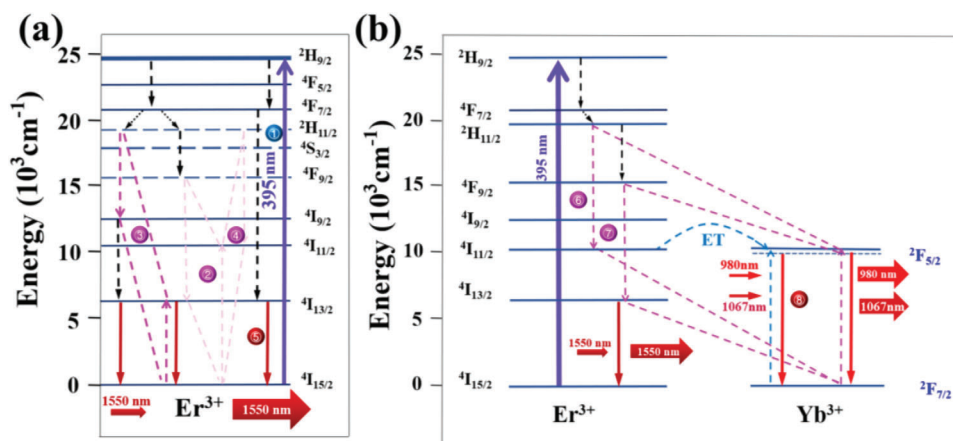 (a)
Energy (10³cm⁻¹)
25
20
15
10
5
0
²H₉/₂
⁴F₅/₂
⁴F₇/₂
²H₁₁/₂
⁴S₃/₂
⁴F₉/₂
⁴I₉/₂
⁴I₁₁/₂
⁴I₁₃/₂
⁴I₁₅/₂
①
395 nm
③
④
②
⑤
1550 nm
Er³⁺
1550 nm
(b)
Energy (10³cm⁻¹)
25
20
15
10
5
0
²H₉/₂
⁴F₇/₂
²H₁₁/₂
⁴F₉/₂
⁴I₉/₂
⁴I₁₁/₂
⁴I₁₃/₂
⁴I₁₅/₂
395 nm
⑥
⑦
ET
²F₅/₂
980nm
980 nm
1067nm
⑧
1067nm
1550 nm
1550 nm
²F₇/₂
Er³⁺
Yb³⁺